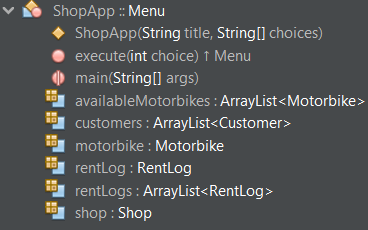 ShopApp :: Menu
ShopApp(String title, String[] choices)
execute(int choice) ↑ Menu
main(String[] args)
availableMotorbikes : ArrayList<Motorbike>
customers : ArrayList<Customer>
motorbike : Motorbike
rentLog : RentLog
rentLogs : ArrayList<RentLog>
shop : Shop